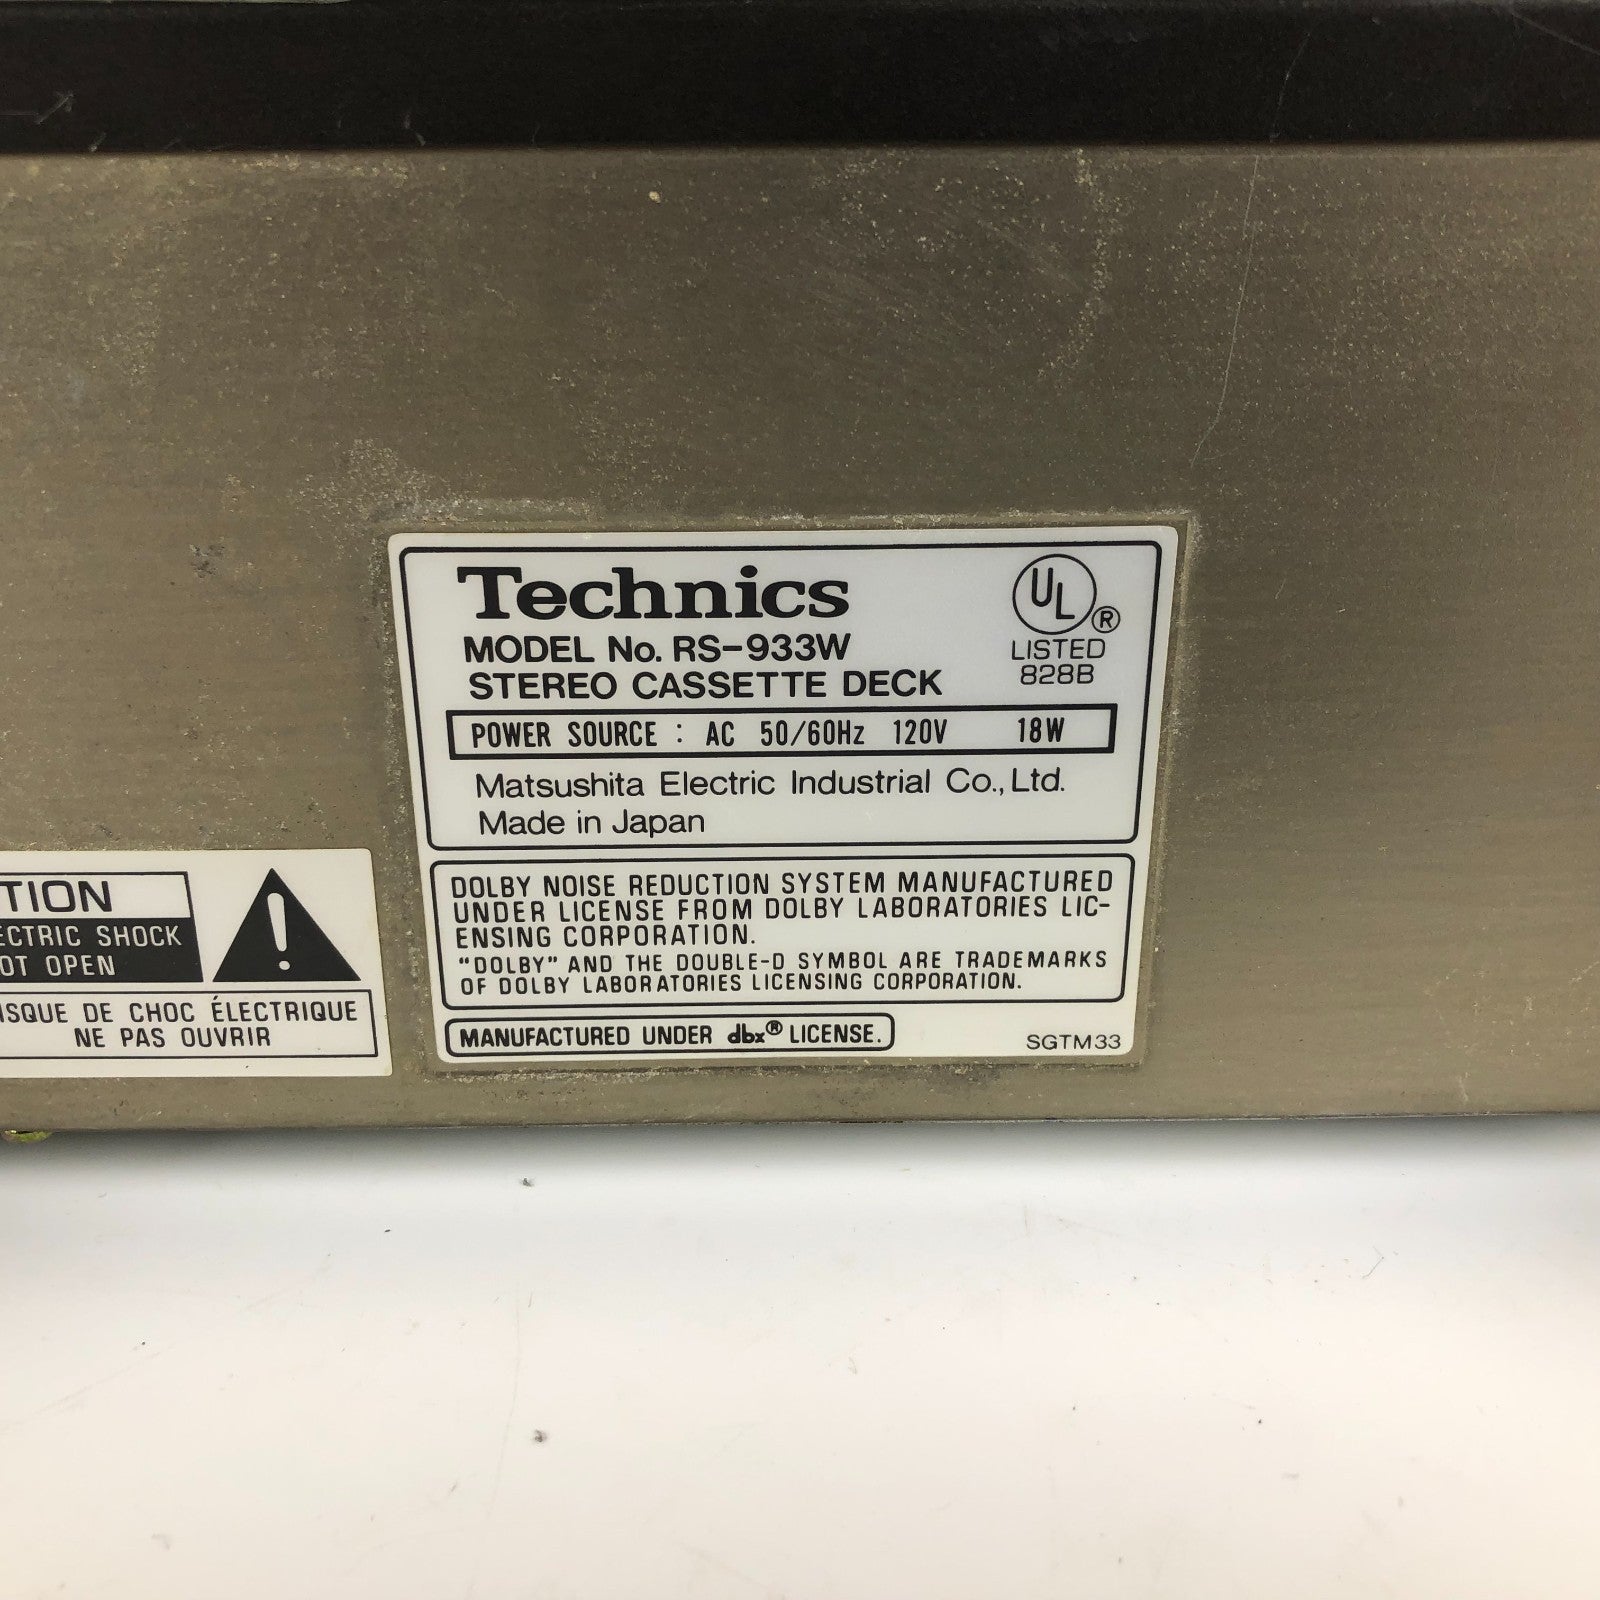 Technics
MODEL No. RS-933W
STEREO CASSETTE DECK
UL®
LISTED
828B
POWER SOURCE : AC 50/60Hz 120V 18W
Matsushita Electric Industrial Co., Ltd.
Made in Japan
DOLBY NOISE REDUCTION SYSTEM MANUFACTURED
UNDER LICENSE FROM DOLBY LABORATORIES LIC-
ENSING CORPORATION.
"DOLBY" AND THE DOUBLE-D SYMBOL ARE TRADEMARKS
OF DOLBY LABORATORIES LICENSING CORPORATION.
MANUFACTURED UNDER dbx® LICENSE.
SGTM33
TION
ECTRIC SHOCK
OT OPEN
!
ISQUE DE CHOC ÉLECTRIQUE
NE PAS OUVRIR